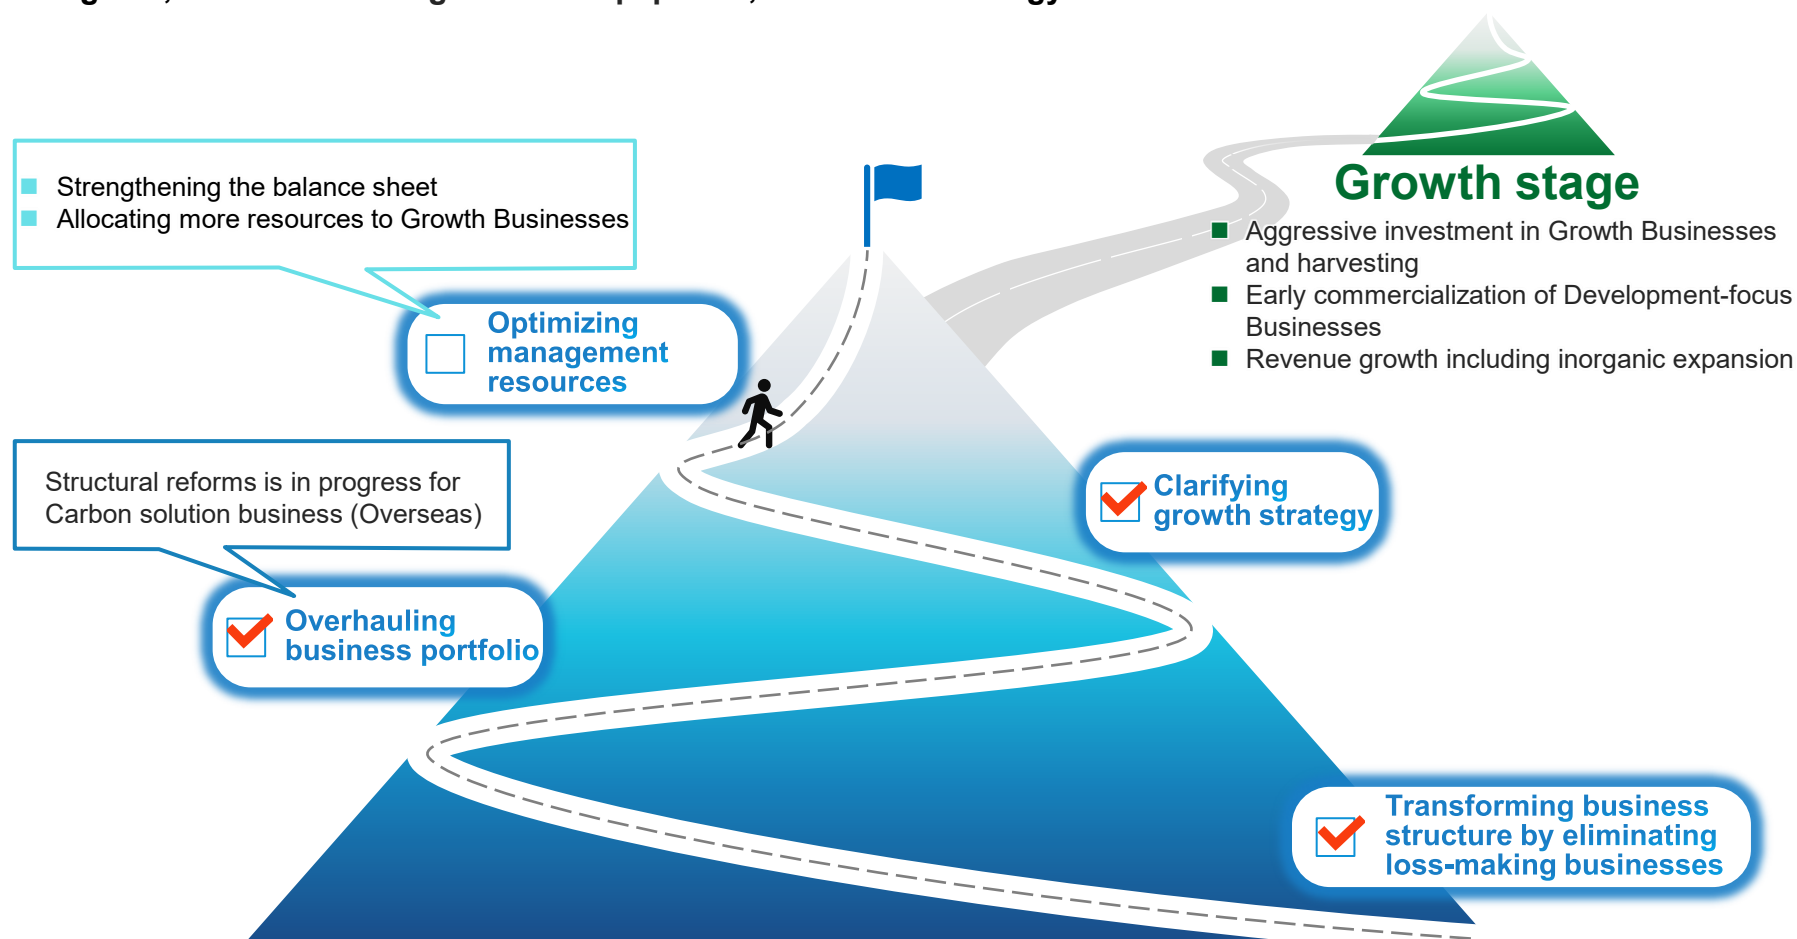 Growth stage
Aggressive investment in Growth Businesses
and harvesting
Early commercialization of Development-focus
Businesses
Revenue growth including inorganic expansion
Strengthening the balance sheet
Allocating more resources to Growth Businesses
Optimizing
management
resources
Structural reforms is in progress for
Carbon solution business (Overseas)
Clarifying
growth strategy
Overhauling
business portfolio
Transforming business
structure by eliminating
loss-making businesses